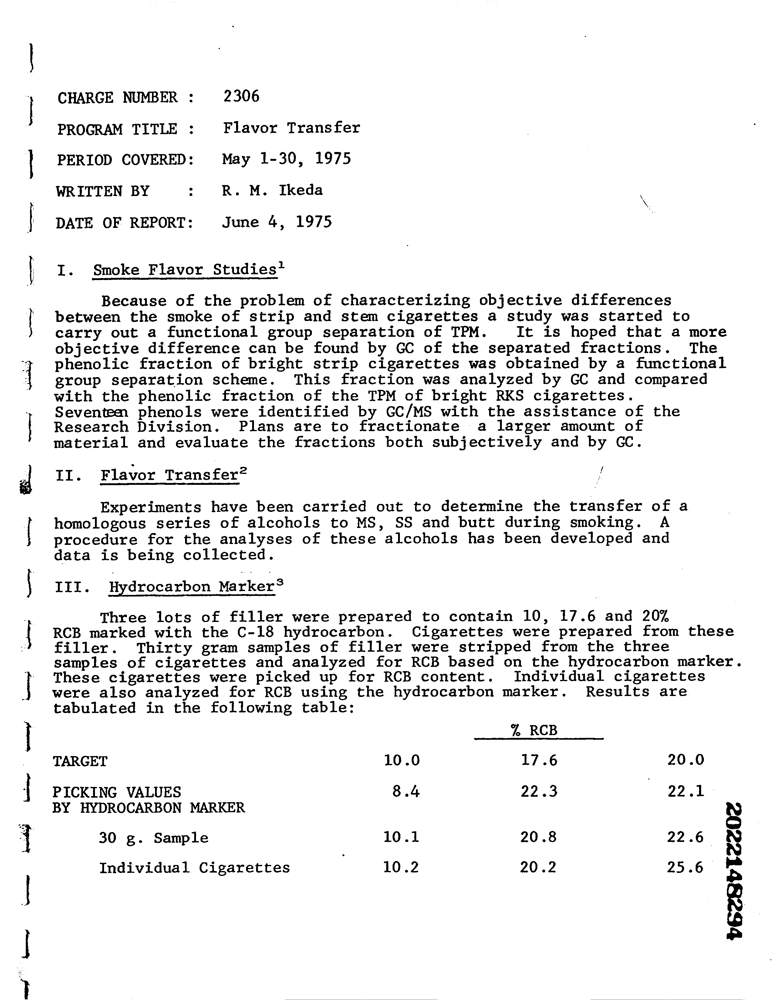 CHARGE NUMBER : 2306
PROGRAM TITLE : Flavor Transfer
PERIOD COVERED: May 1-30, 1975
WRITTEN BY : R. M. Ikeda
DATE OF REPORT: June 4, 1975
I. Smoke Flavor Studies¹
Because of the problem of characterizing objective differences
between the smoke of strip and stem cigarettes a study was started to
carry out a functional group separation of TPM. It is hoped that a more
objective difference can be found by GC of the separated fractions. The
phenolic fraction of bright strip cigarettes was obtained by a functional
group separation scheme. This fraction was analyzed by GC and compared
with the phenolic fraction of the TPM of bright RKS cigarettes.
Seventeen phenols were identified by GC/MS with the assistance of the
Research Division. Plans are to fractionate a larger amount of
material and evaluate the fractions both subjectively and by GC.
II. Flavor Transfer²
Experiments have been carried out to determine the transfer of a
homologous series of alcohols to MS, SS and butt during smoking. A
procedure for the analyses of these alcohols has been developed and
data is being collected.
III. Hydrocarbon Marker³
Three lots of filler were prepared to contain 10, 17.6 and 20%
RCB marked with the C-18 hydrocarbon. Cigarettes were prepared from these
filler. Thirty gram samples of filler were stripped from the three
samples of cigarettes and analyzed for RCB based on the hydrocarbon marker.
These cigarettes were picked up for RCB content. Individual cigarettes
were also analyzed for RCB using the hydrocarbon marker. Results are
tabulated in the following table:
% RCB
TARGET 10.0 17.6 20.0
PICKING VALUES 8.4 22.3 22.1
BY HYDROCARBON MARKER
30 g. Sample 10.1 20.8 22.6
Individual Cigarettes 10.2 20.2 25.6
2022148294